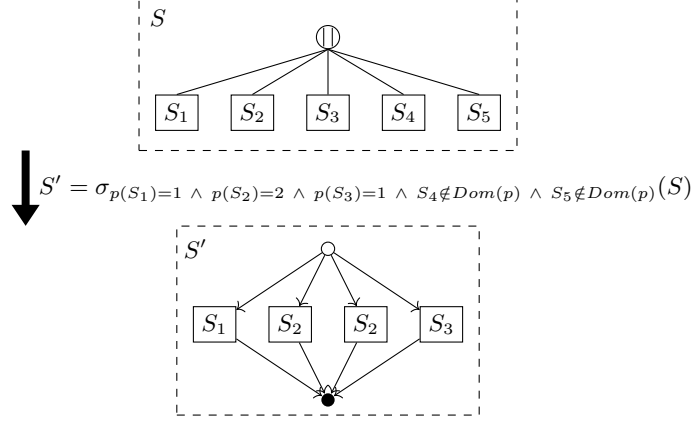 S
||
S₁ S₂ S₃ S₄ S₅
S′ = σ_{p(S₁)=1 ∧ p(S₂)=2 ∧ p(S₃)=1 ∧ S₄∉Dom(p) ∧ S₅∉Dom(p)}(S)
S′
S₁ S₂ S₂ S₃